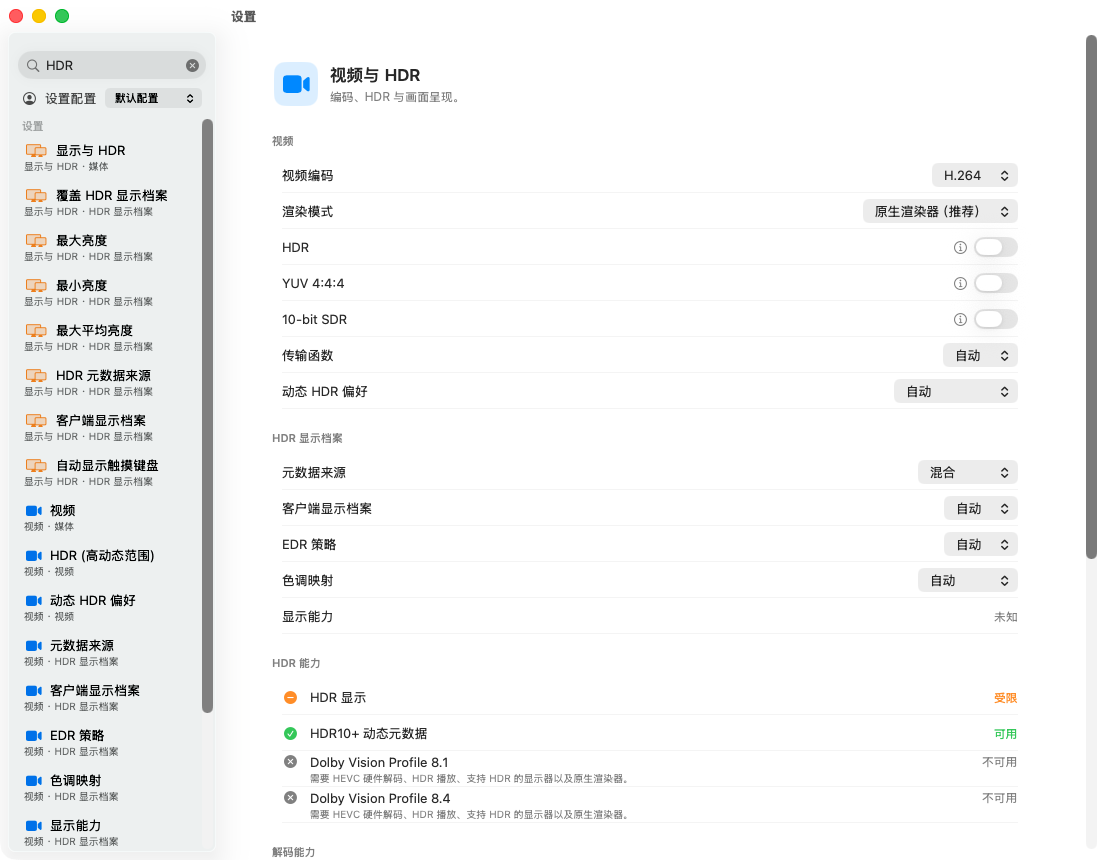 设置
HDR
设置配置 默认配置
设置
显示与 HDR
显示与 HDR · 媒体
覆盖 HDR 显示档案
显示与 HDR · HDR 显示档案
最大亮度
显示与 HDR · HDR 显示档案
最小亮度
显示与 HDR · HDR 显示档案
最大平均亮度
显示与 HDR · HDR 显示档案
HDR 元数据来源
显示与 HDR · HDR 显示档案
客户端显示档案
显示与 HDR · HDR 显示档案
自动显示触摸键盘
显示与 HDR · HDR 显示档案
视频
视频 · 媒体
HDR (高动态范围)
视频 · 视频
动态 HDR 偏好
视频 · 视频
元数据来源
视频 · HDR 显示档案
客户端显示档案
视频 · HDR 显示档案
EDR 策略
视频 · HDR 显示档案
色调映射
视频 · HDR 显示档案
显示能力
视频 · HDR 显示档案
视频与 HDR
编码、HDR 与画面呈现。
视频
视频编码 H.264
渲染模式 原生渲染器 (推荐)
HDR
YUV 4:4:4
10-bit SDR
传输函数 自动
动态 HDR 偏好 自动
HDR 显示档案
元数据来源 混合
客户端显示档案 自动
EDR 策略 自动
色调映射 自动
显示能力 未知
HDR 能力
HDR 显示 受限
HDR10+ 动态元数据 可用
Dolby Vision Profile 8.1 不可用
需要 HEVC 硬件解码、HDR 播放、支持 HDR 的显示器以及原生渲染器。
Dolby Vision Profile 8.4 不可用
需要 HEVC 硬件解码、HDR 播放、支持 HDR 的显示器以及原生渲染器。
解码能力